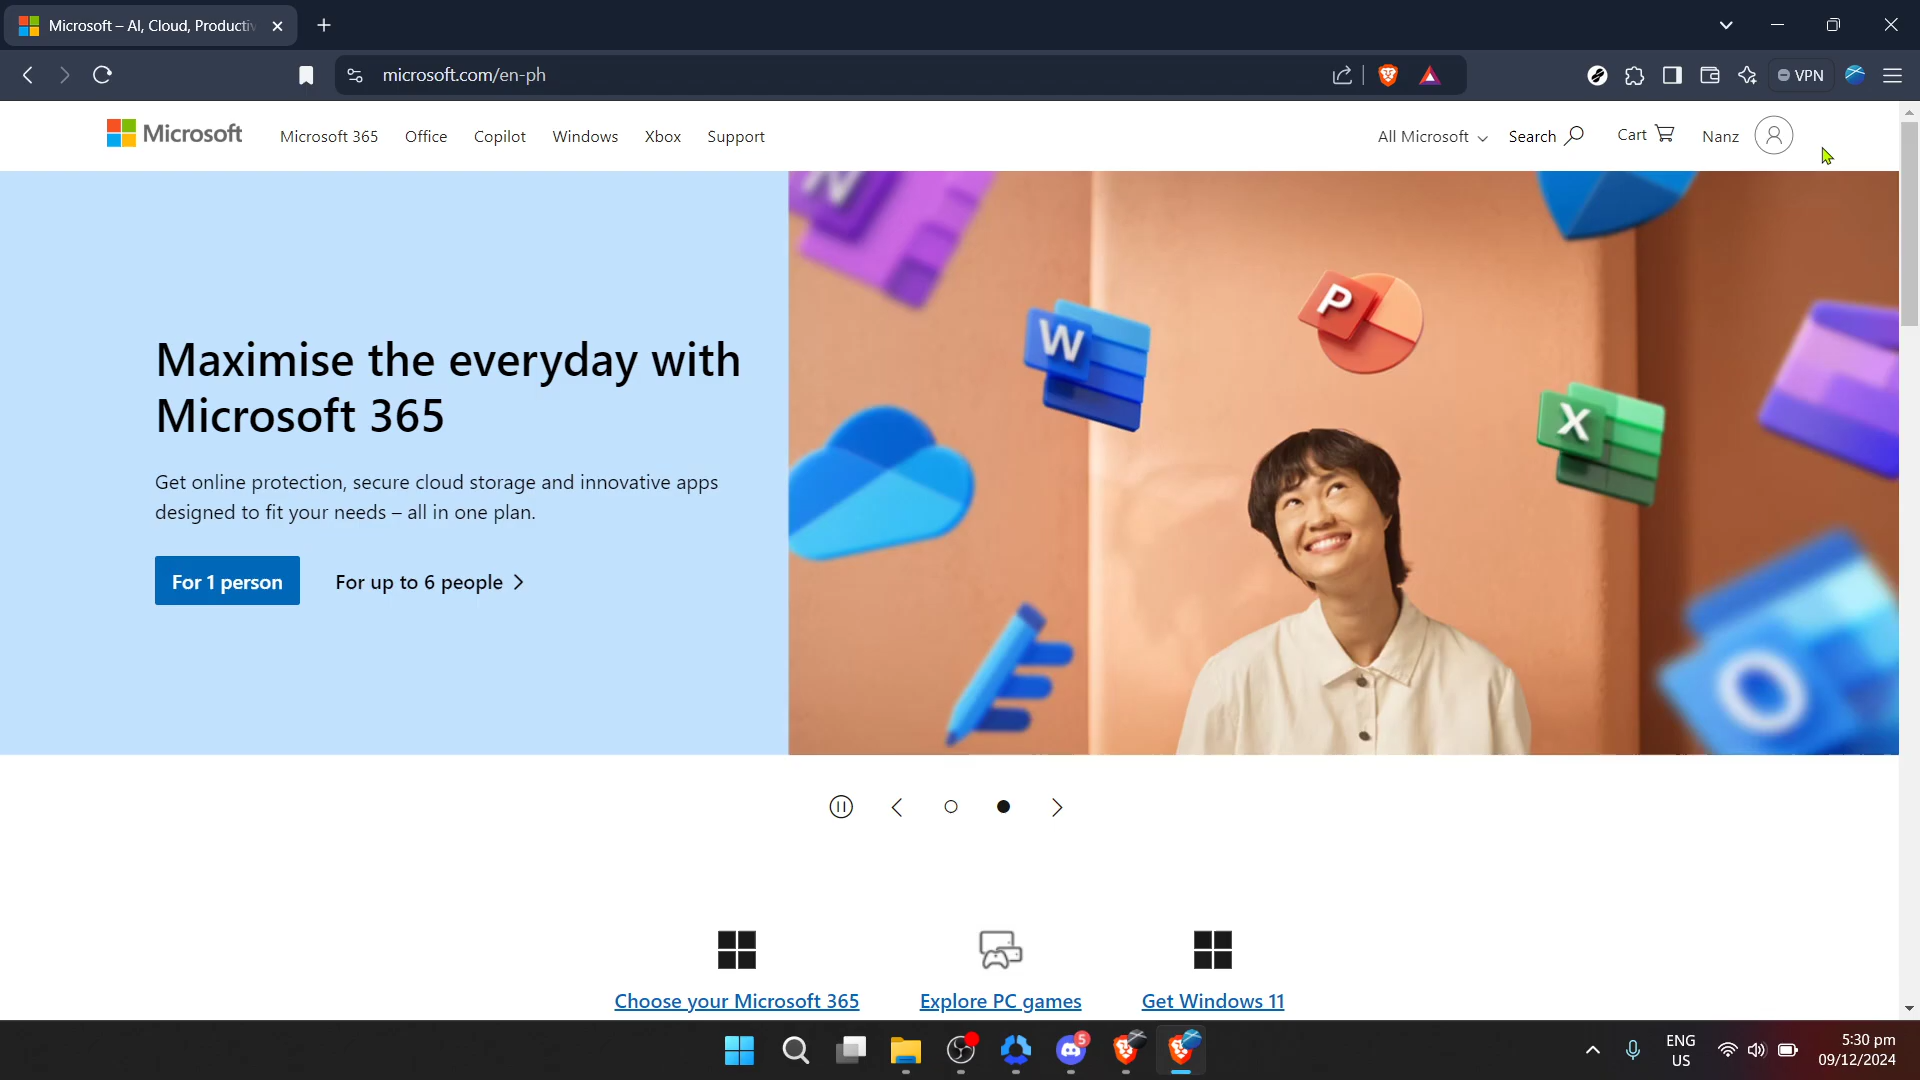 Microsoft – AI, Cloud, Productiv
microsoft.com/en-ph
VPN
Microsoft
Microsoft 365
Office
Copilot
Windows
Xbox
Support
All Microsoft
Search
Cart
Nanz
Maximise the everyday with
Microsoft 365
Get online protection, secure cloud storage and innovative apps
designed to fit your needs – all in one plan.
For 1 person
For up to 6 people
N
W
P
X
O
Choose your Microsoft 365
Explore PC games
Get Windows 11
5
ENG
US
5:30 pm
09/12/2024